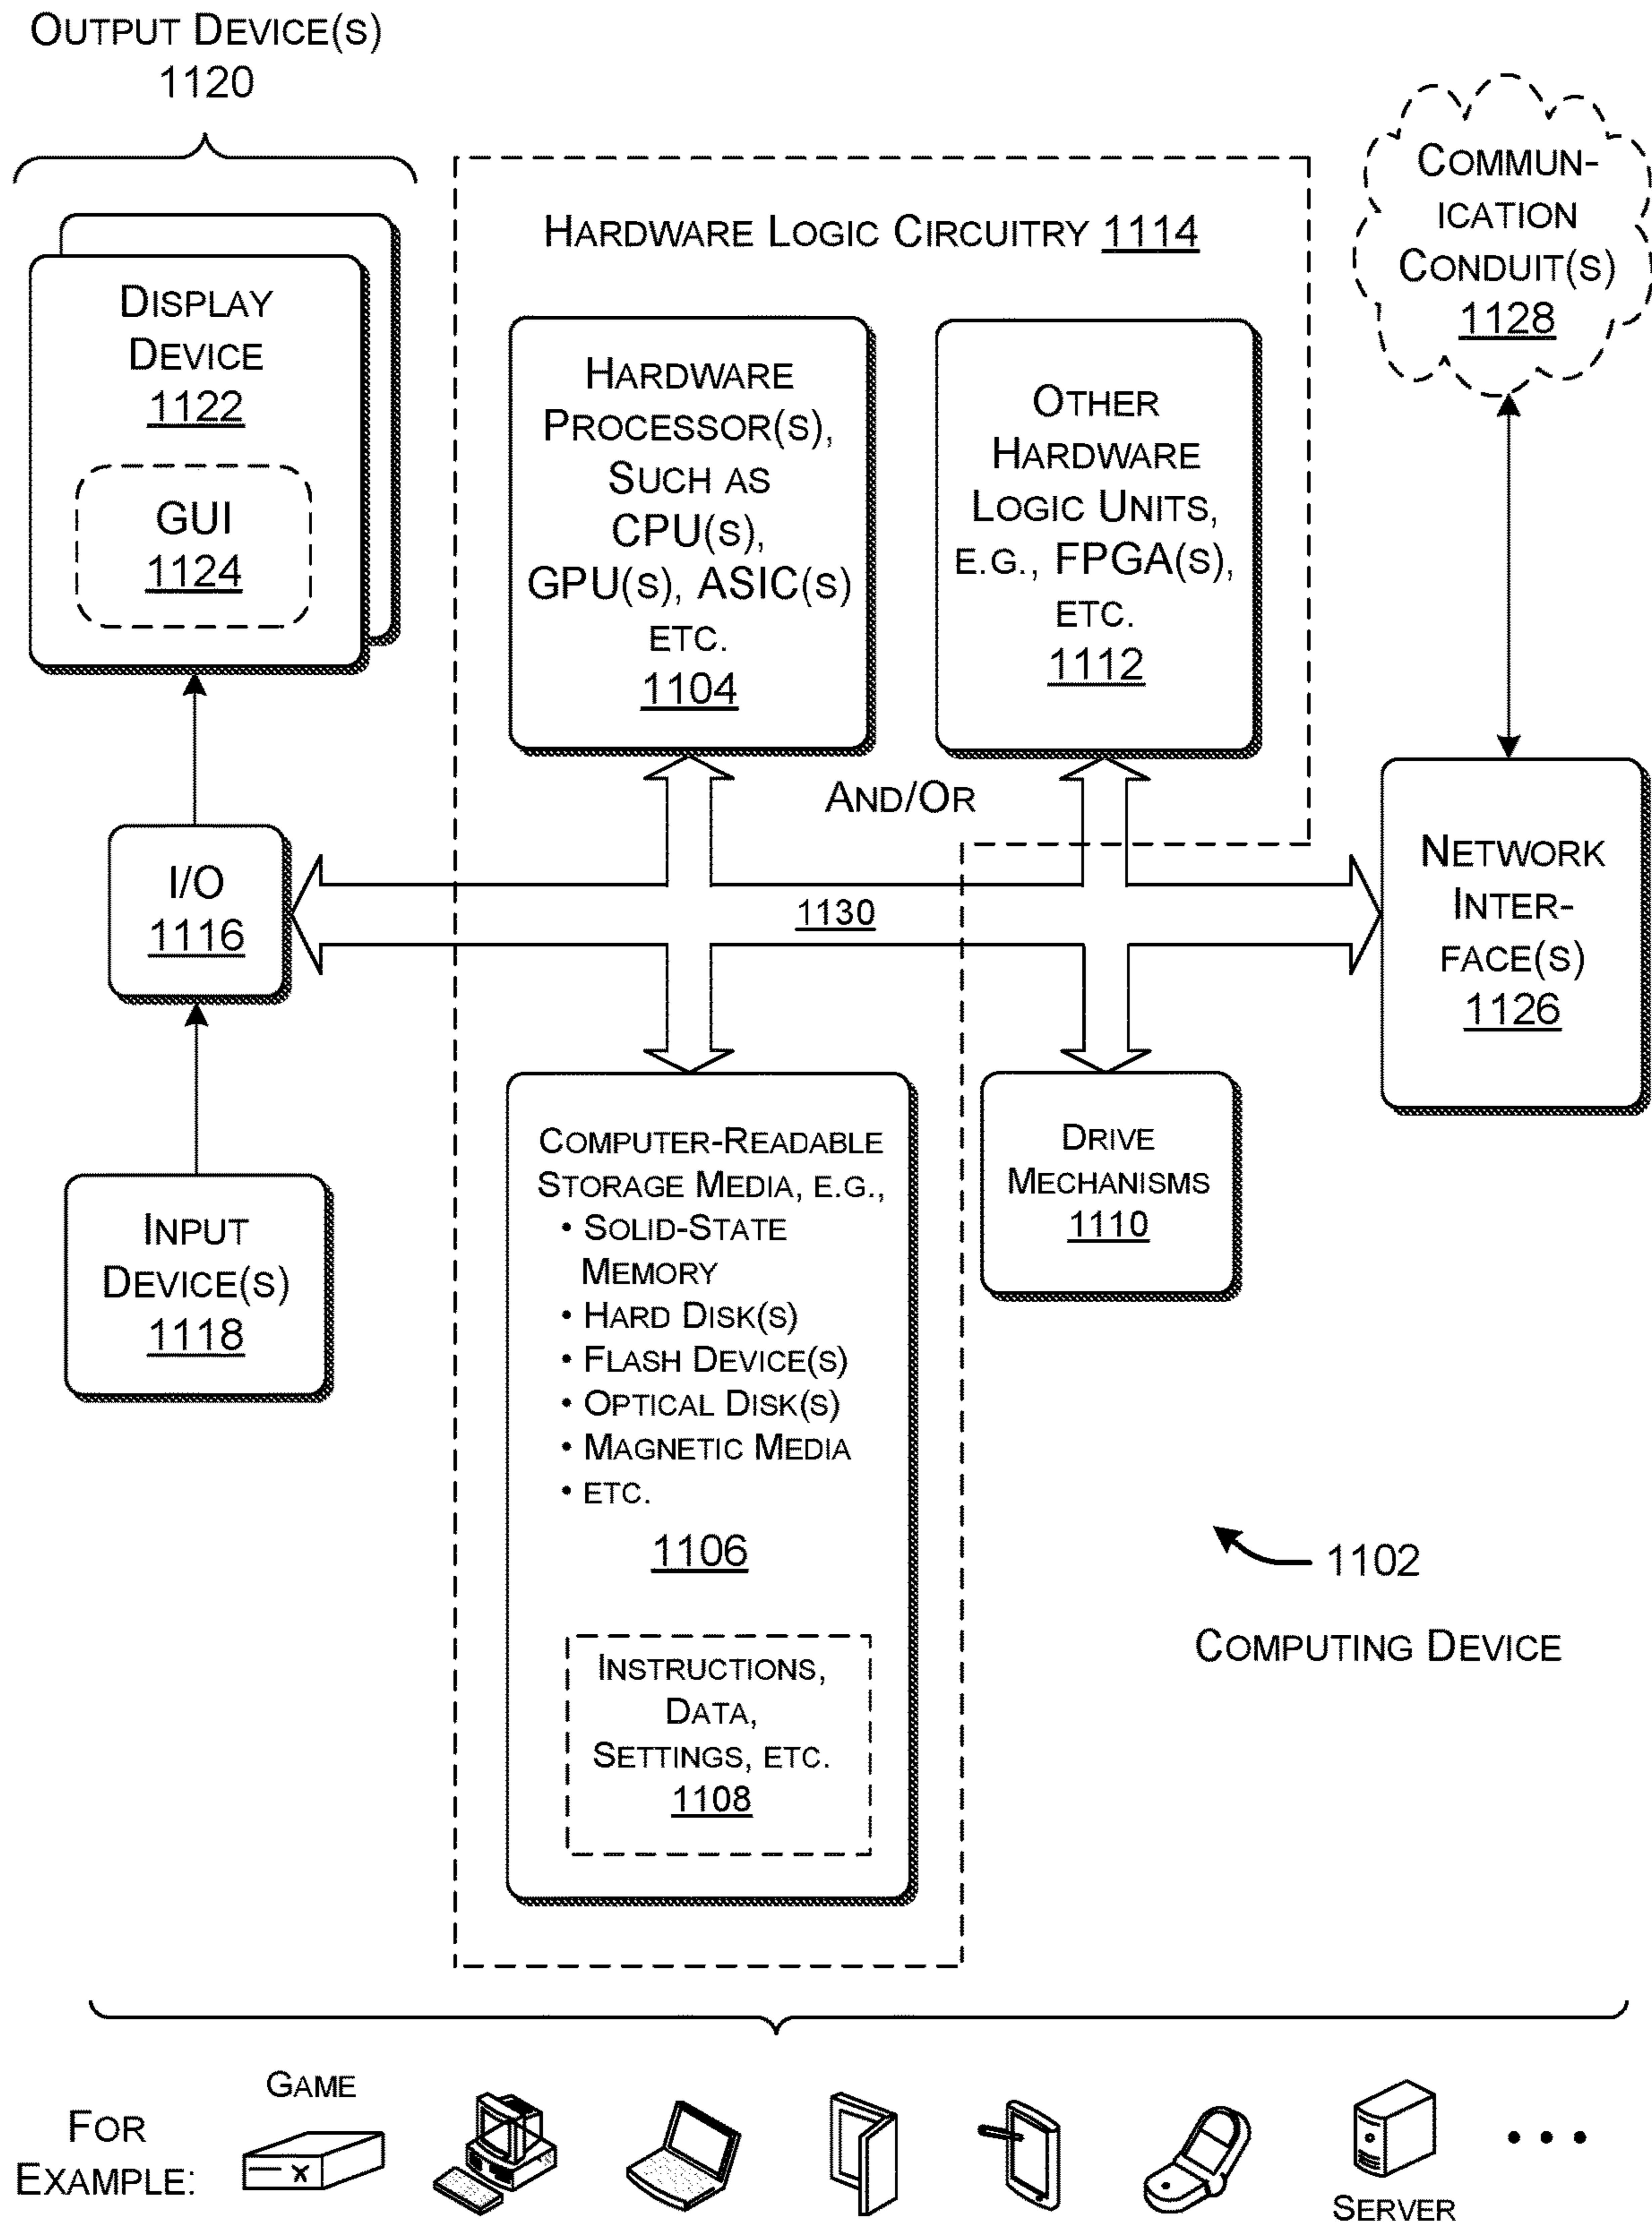 OUTPUT DEVICE(S)
1120
DISPLAY
DEVICE
1122
GUI
1124
HARDWARE LOGIC CIRCUITRY 1114
HARDWARE
PROCESSOR(S),
SUCH AS
CPU(S),
GPU(S), ASIC(S)
ETC.
1104
OTHER
HARDWARE
LOGIC UNITS,
E.G., FPGA(S),
ETC.
1112
COMMUN-
ICATION
CONDUIT(S)
1128
AND/OR
I/O
1116
1130
NETWORK
INTER-
FACE(S)
1126
INPUT
DEVICE(S)
1118
COMPUTER-READABLE
STORAGE MEDIA, E.G.,
• SOLID-STATE
MEMORY
• HARD DISK(S)
• FLASH DEVICE(S)
• OPTICAL DISK(S)
• MAGNETIC MEDIA
• ETC.
1106
INSTRUCTIONS,
DATA,
SETTINGS, ETC.
1108
DRIVE
MECHANISMS
1110
1102
COMPUTING DEVICE
FOR
EXAMPLE:
GAME
SERVER
• • •